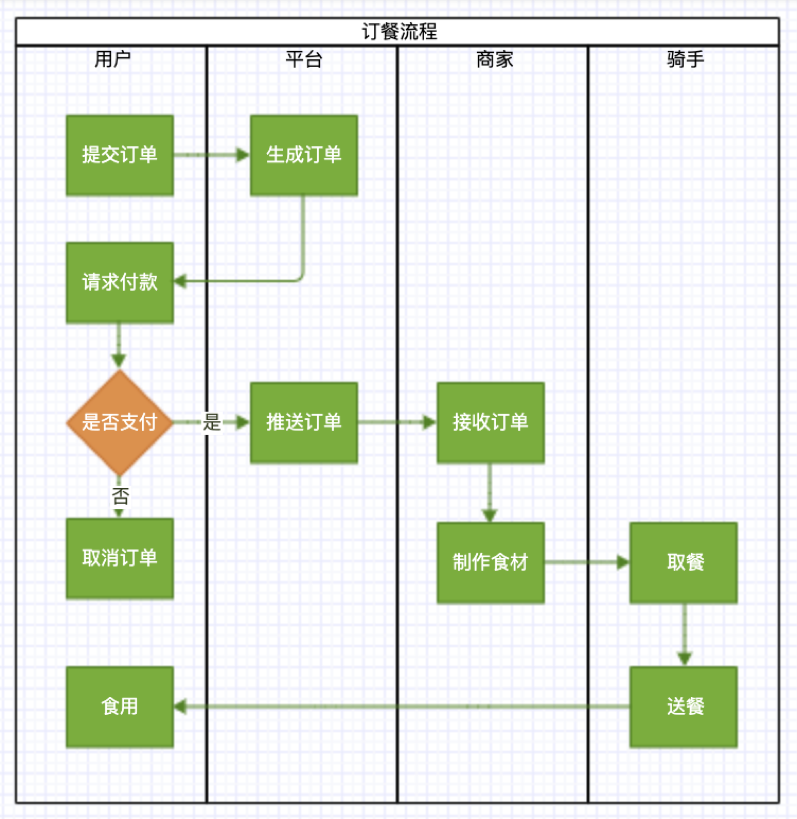 订餐流程
用户
平台
商家
骑手
提交订单
生成订单
请求付款
是否支付
是
推送订单
接收订单
否
取消订单
制作食材
取餐
食用
送餐